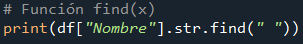 # Función find(x)
print(df["Nombre"].str.find(" "))